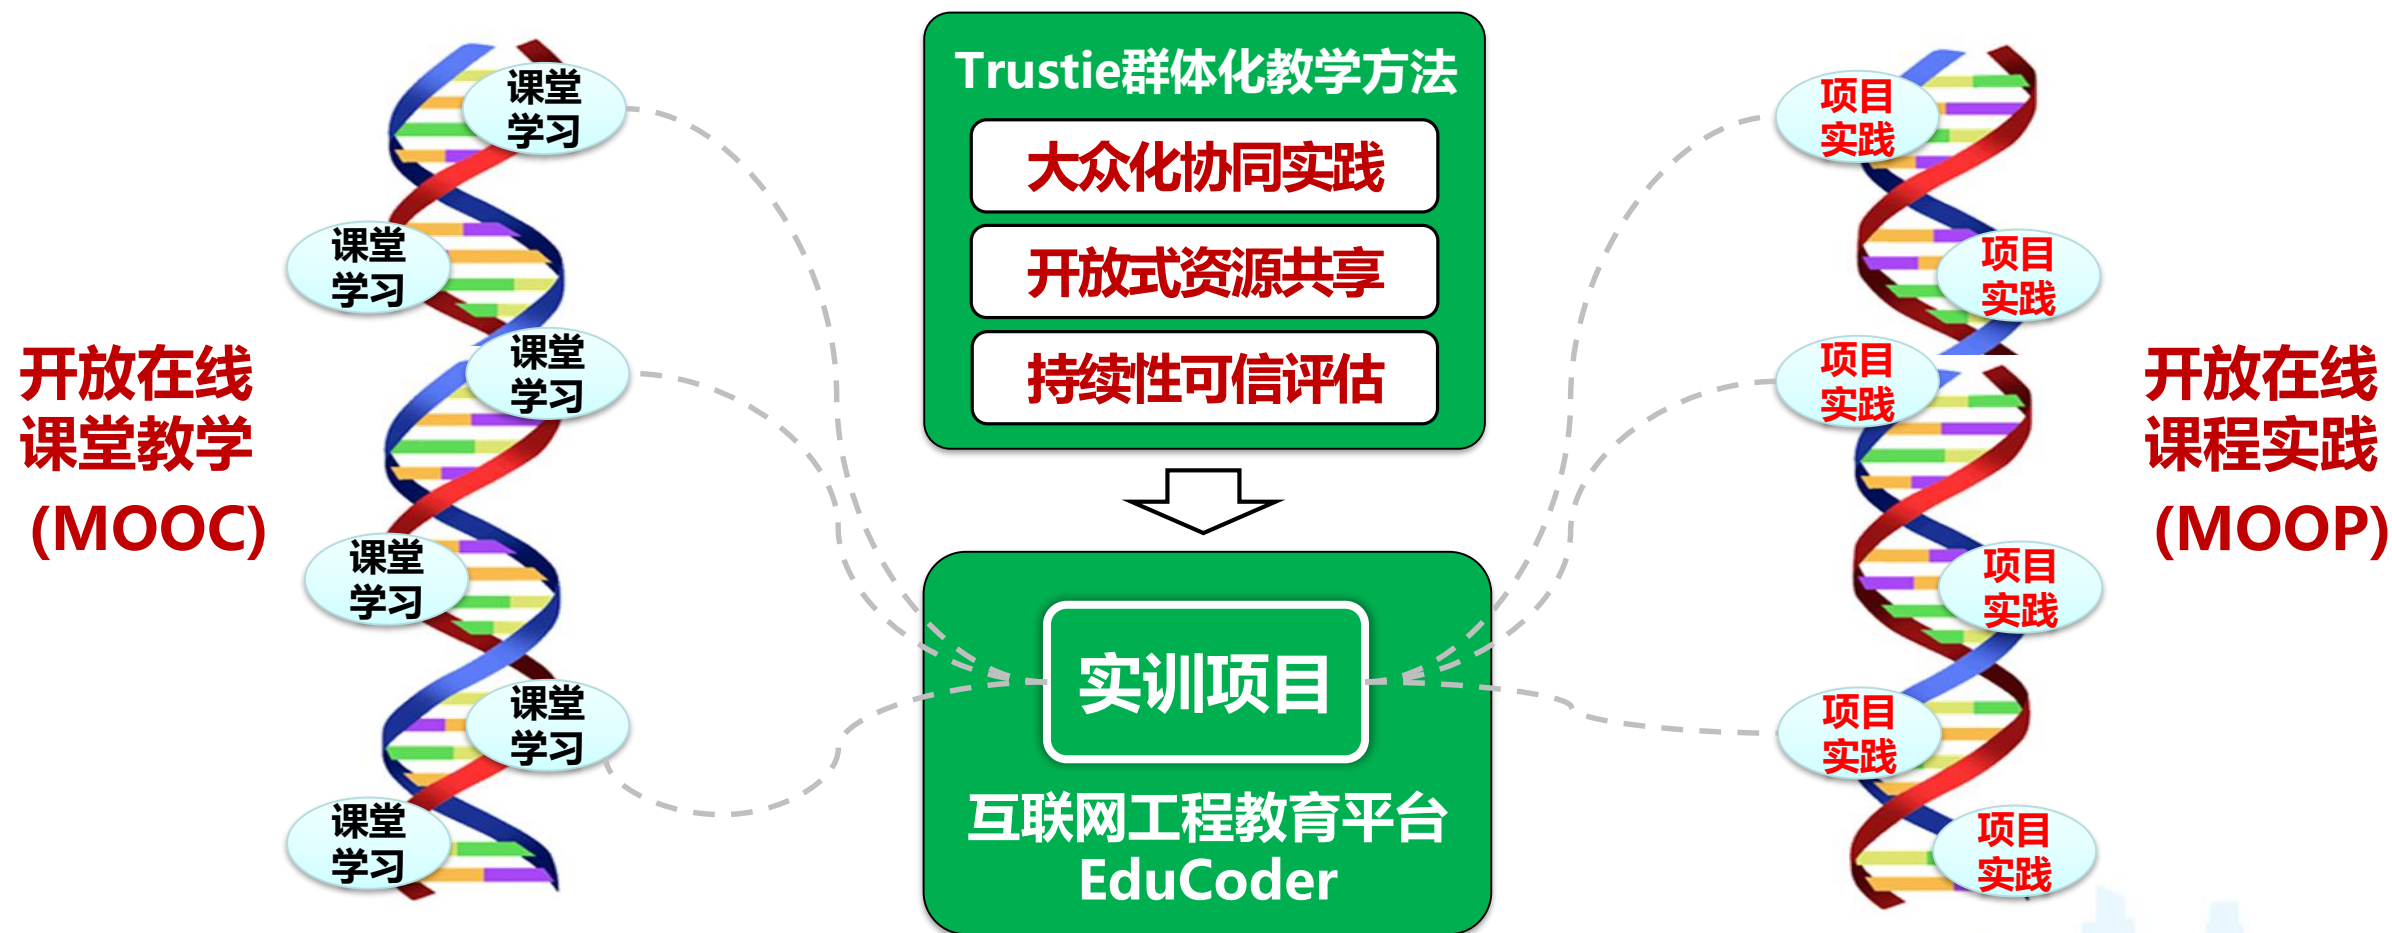 开放在线
课堂教学
(MOOC)
课堂
学习
课堂
学习
课堂
学习
课堂
学习
课堂
学习
课堂
学习
Trustie群体化教学方法
大众化协同实践
开放式资源共享
持续性可信评估
实训项目
互联网工程教育平台
EduCoder
项目
实践
项目
实践
项目
实践
项目
实践
项目
实践
项目
实践
开放在线
课程实践
(MOOP)